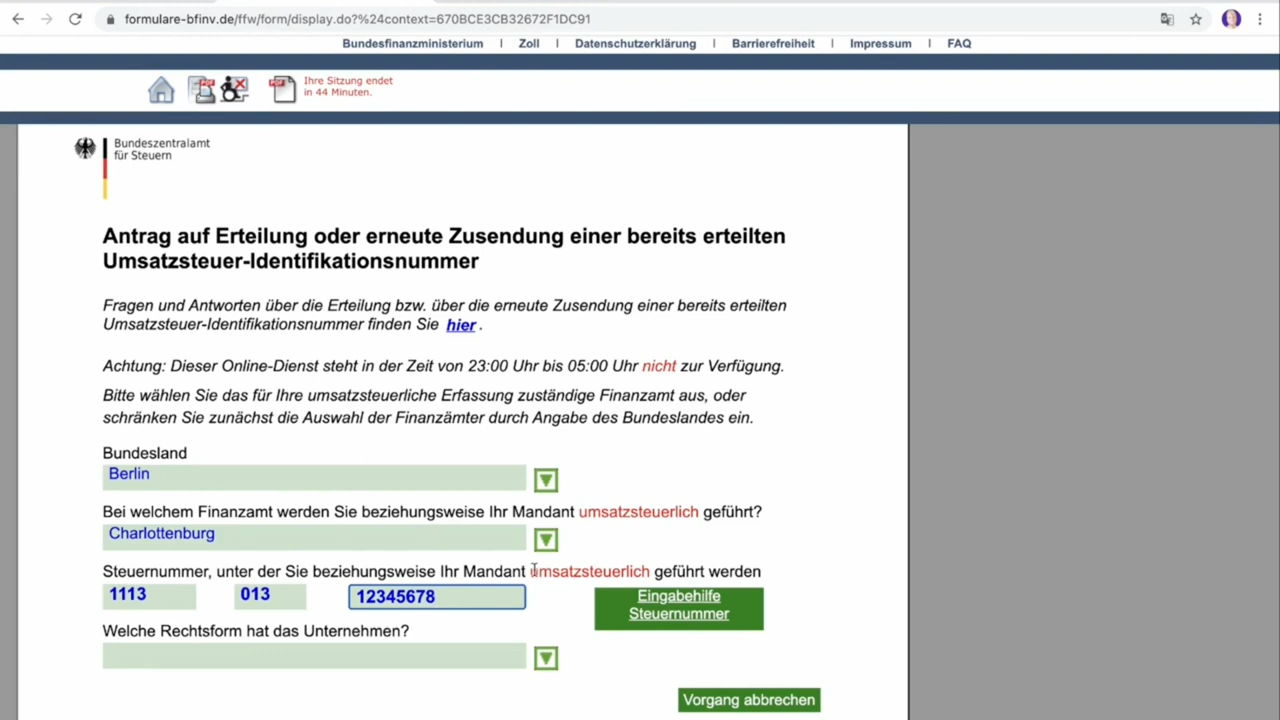 formulare-bfinv.de/ffw/form/display.do?%24context=670BCE3CB32672F1DC91
Bundesfinanzministerium | Zoll | Datenschutzerklärung | Barrierefreiheit | Impressum | FAQ
PDF
PDF
Ihre Sitzung endet
in 44 Minuten.
Bundeszentralamt
für Steuern
Antrag auf Erteilung oder erneute Zusendung einer bereits erteilten
Umsatzsteuer-Identifikationsnummer
Fragen und Antworten über die Erteilung bzw. über die erneute Zusendung einer bereits erteilten
Umsatzsteuer-Identifikationsnummer finden Sie hier .
Achtung: Dieser Online-Dienst steht in der Zeit von 23:00 Uhr bis 05:00 Uhr nicht zur Verfügung.
Bitte wählen Sie das für Ihre umsatzsteuerliche Erfassung zuständige Finanzamt aus, oder
schränken Sie zunächst die Auswahl der Finanzämter durch Angabe des Bundeslandes ein.
Bundesland
Berlin
Bei welchem Finanzamt werden Sie beziehungsweise Ihr Mandant umsatzsteuerlich geführt?
Charlottenburg
Steuernummer, unter der Sie beziehungsweise Ihr Mandant umsatzsteuerlich geführt werden
1113 013 12345678
Eingabehilfe
Steuernummer
Welche Rechtsform hat das Unternehmen?
Vorgang abbrechen